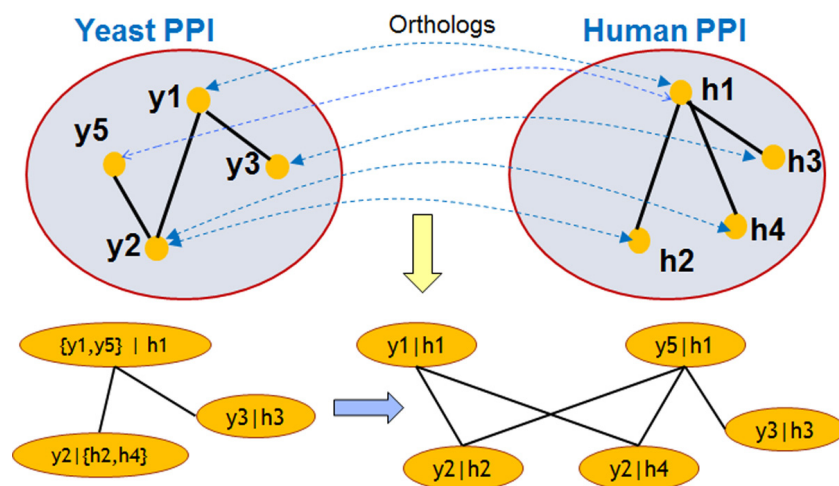 Yeast PPI
Orthologs
Human PPI
y1
h1
y5
y3
h3
y2
h4
h2
{y1,y5} | h1
y1|h1
y5|h1
y3|h3
y3|h3
y2|{h2,h4}
y2|h2
y2|h4